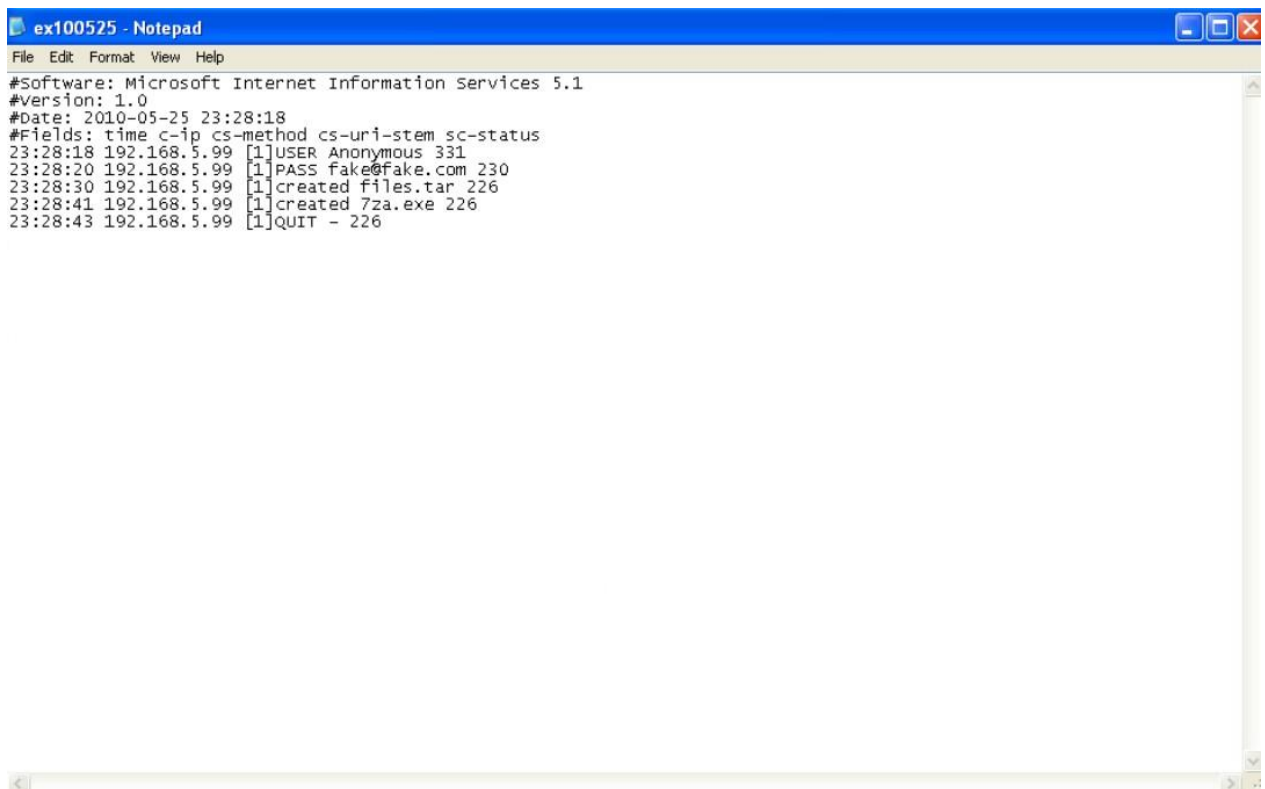 ex100525 - Notepad
File Edit Format View Help
#Software: Microsoft Internet Information Services 5.1
#Version: 1.0
#Date: 2010-05-25 23:28:18
#Fields: time c-ip cs-method cs-uri-stem sc-status
23:28:18 192.168.5.99 [1]USER Anonymous 331
23:28:20 192.168.5.99 [1]PASS fake@fake.com 230
23:28:30 192.168.5.99 [1]created files.tar 226
23:28:41 192.168.5.99 [1]created 7za.exe 226
23:28:43 192.168.5.99 [1]QUIT - 226